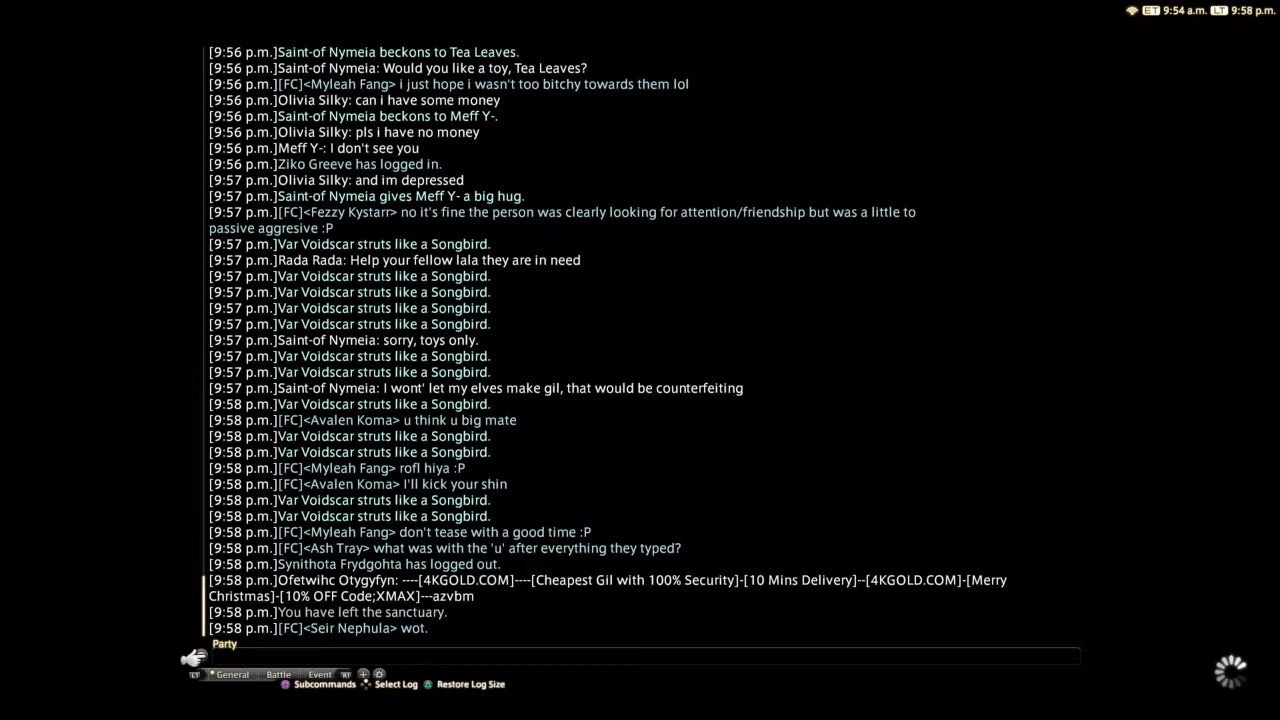 ET 9:54 a.m. LT 9:58 p.m.
[9:56 p.m.]Saint-of Nymeia beckons to Tea Leaves.
[9:56 p.m.]Saint-of Nymeia: Would you like a toy, Tea Leaves?
[9:56 p.m.][FC]<Myleah Fang> i just hope i wasn't too bitchy towards them lol
[9:56 p.m.]Olivia Silky: can i have some money
[9:56 p.m.]Saint-of Nymeia beckons to Meff Y-.
[9:56 p.m.]Olivia Silky: pls i have no money
[9:56 p.m.]Meff Y-: I don't see you
[9:56 p.m.]Ziko Greeve has logged in.
[9:57 p.m.]Olivia Silky: and im depressed
[9:57 p.m.]Saint-of Nymeia gives Meff Y- a big hug.
[9:57 p.m.][FC]<Fezzy Kystarr> no it's fine the person was clearly looking for attention/friendship but was a little to
passive aggresive :P
[9:57 p.m.]Var Voidscar struts like a Songbird.
[9:57 p.m.]Rada Rada: Help your fellow lala they are in need
[9:57 p.m.]Var Voidscar struts like a Songbird.
[9:57 p.m.]Var Voidscar struts like a Songbird.
[9:57 p.m.]Var Voidscar struts like a Songbird.
[9:57 p.m.]Var Voidscar struts like a Songbird.
[9:57 p.m.]Saint-of Nymeia: sorry, toys only.
[9:57 p.m.]Var Voidscar struts like a Songbird.
[9:57 p.m.]Var Voidscar struts like a Songbird.
[9:57 p.m.]Saint-of Nymeia: I wont' let my elves make gil, that would be counterfeiting
[9:58 p.m.]Var Voidscar struts like a Songbird.
[9:58 p.m.][FC]<Avalen Koma> u think u big mate
[9:58 p.m.]Var Voidscar struts like a Songbird.
[9:58 p.m.]Var Voidscar struts like a Songbird.
[9:58 p.m.][FC]<Myleah Fang> rofl hiya :P
[9:58 p.m.][FC]<Avalen Koma> I'll kick your shin
[9:58 p.m.]Var Voidscar struts like a Songbird.
[9:58 p.m.]Var Voidscar struts like a Songbird.
[9:58 p.m.][FC]<Myleah Fang> don't tease with a good time :P
[9:58 p.m.][FC]<Ash Tray> what was with the 'u' after everything they typed?
[9:58 p.m.]Synithota Frydgohta has logged out.
[9:58 p.m.]Ofetwihc Otygyfyn: ----[4KGOLD.COM]----[Cheapest Gil with 100% Security]-[10 Mins Delivery]--[4KGOLD.COM]-[Merry
Christmas]-[10% OFF Code;XMAX]---azvbm
[9:58 p.m.]You have left the sanctuary.
[9:58 p.m.][FC]<Seir Nephula> wot.
Party
LT General Battle Event R1
Subcommands Select Log Restore Log Size